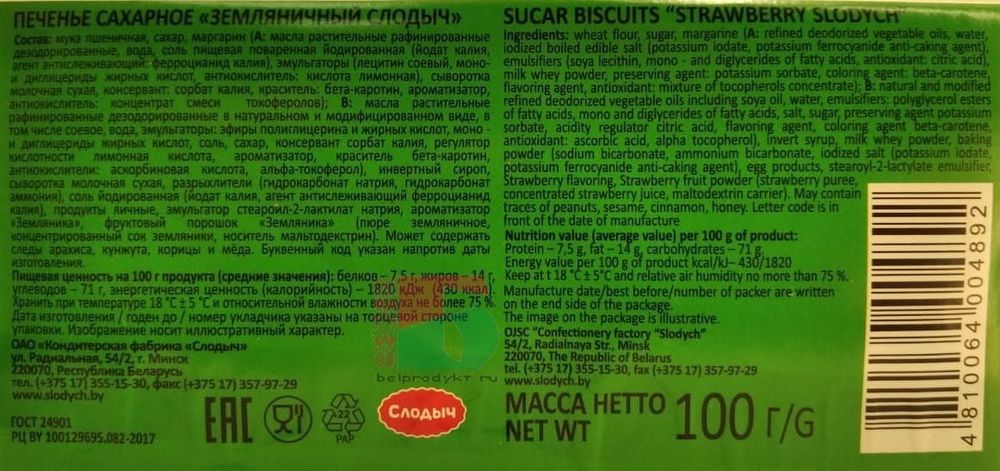 ПЕЧЕНЬЕ САХАРНОЕ «ЗЕМЛЯНИЧНЫЙ СЛОДЫЧ»
Состав: мука пшеничная, сахар, маргарин (А: масла растительные рафинированные
дезодорированные, вода, соль пищевая поваренная йодированная (йодат калия,
агент антислеживающий: ферроцианид калия), эмульгаторы (лецитин соевый, моно-
и диглицериды жирных кислот, антиокислитель: кислота лимонная), сыворотка
молочная сухая, консервант: сорбат калия, краситель: бета-каротин, ароматизатор,
антиокислитель: концентрат смеси токоферолов); В: масла растительные
рафинированные дезодорированные в натуральном и модифицированном виде, в
том числе соевое, вода, эмульгаторы: эфиры полиглицерина и жирных кислот, моно -
и диглицериды жирных кислот, соль, сахар, консервант сорбат калия, регулятор
кислотности лимонная кислота, ароматизатор, краситель бета-каротин,
антиокислители: аскорбиновая кислота, альфа-токоферол), инвертный сироп,
сыворотка молочная сухая, разрыхлители (гидрокарбонат натрия, гидрокарбонат
аммония), соль йодированная (йодат калия, агент антислеживающий ферроцианид
калия), продукты яичные, эмульгатор стеароил-2-лактилат натрия, ароматизатор
«Земляника», фруктовый порошок «Земляника» (пюре земляничное,
концентрированный сок земляники, носитель мальтодекстрин). Может содержать
следы арахиса, кунжута, корицы и мёда. Буквенный код указан напротив даты
изготовления.
Пищевая ценность на 100 г продукта (средние значения): белков – 7,5 г, жиров – 14 г,
углеводов – 71 г, энергетическая ценность (калорийность) – 1820 кДж (430 ккал).
Хранить при температуре 18 °С ± 5 °С и относительной влажности воздуха не более 75 %.
Дата изготовления / годен до / номер укладчика указаны на торцевой стороне
упаковки. Изображение носит иллюстративный характер.
ОАО «Кондитерская фабрика «Слодыч»
ул. Радиальная, 54/2, г. Минск
220070, Республика Беларусь
тел. (+375 17) 355-15-30, факс (+375 17) 357-97-29
www.slodych.by
ГОСТ 24901
РЦ BY 100129695.082-2017
EAC
22
PAP
Слодыч
belprodykt.ru
SUCAR BISCUITS "STRAWBERRY SLODYCH"
Ingredients: wheat flour, sugar, margarine (A: refined deodorized vegetable oils, water,
iodized boiled edible salt (potassium iodate, potassium ferrocyanide anti-caking agent),
emulsifiers (soya lecithin, mono - and diglycerides of fatty acids, antioxidant: citric acid),
milk whey powder, preserving agent: potassium sorbate, coloring agent: beta-carotene,
flavoring agent, antioxidant: mixture of tocopherols concentrate); B: natural and modified
refined deodorized vegetable oils including soya oil, water, emulsifiers: polyglycerol esters
of fatty acids, mono and diglycerides of fatty acids, salt, sugar, preserving agent potassium
sorbate, acidity regulator citric acid, flavoring agent, coloring agent beta-carotene,
antioxidant: ascorbic acid, alpha tocopherol), invert syrup, milk whey powder, baking
powder (sodium bicarbonate, ammonium bicarbonate, iodized salt (potassium iodate,
potassium ferrocyanide anti-caking agent), egg products, stearoyl-2-lactylate emulsifier,
Strawberry flavoring, Strawberry fruit powder (strawberry puree,
concentrated strawberry juice, maltodextrin carrier). May contain
traces of peanuts, sesame, cinnamon, honey. Letter code is in
front of the date of manufacture
Nutrition value (average value) per 100 g of product:
Protein – 7,5 g, fat – 14 g, carbohydrates – 71 g.
Energy value per 100 g of product kcal/kJ– 430/1820
Keep at t 18 °C ± 5°C and relative air humidity no more than 75 %.
Manufacture date/best before/number of packer are written
on the end side of the package.
The image on the package is illustrative.
OJSC "Confectionery factory "Slodych"
54/2, Radialnaya Str., Minsk
220070, The Republic of Belarus
tel. (+375 17) 355-15-30, fax (+375 17) 357-97-29
www.slodych.by
МАССА НЕТТО
NET WT 100 Г/G
4 810064 004892